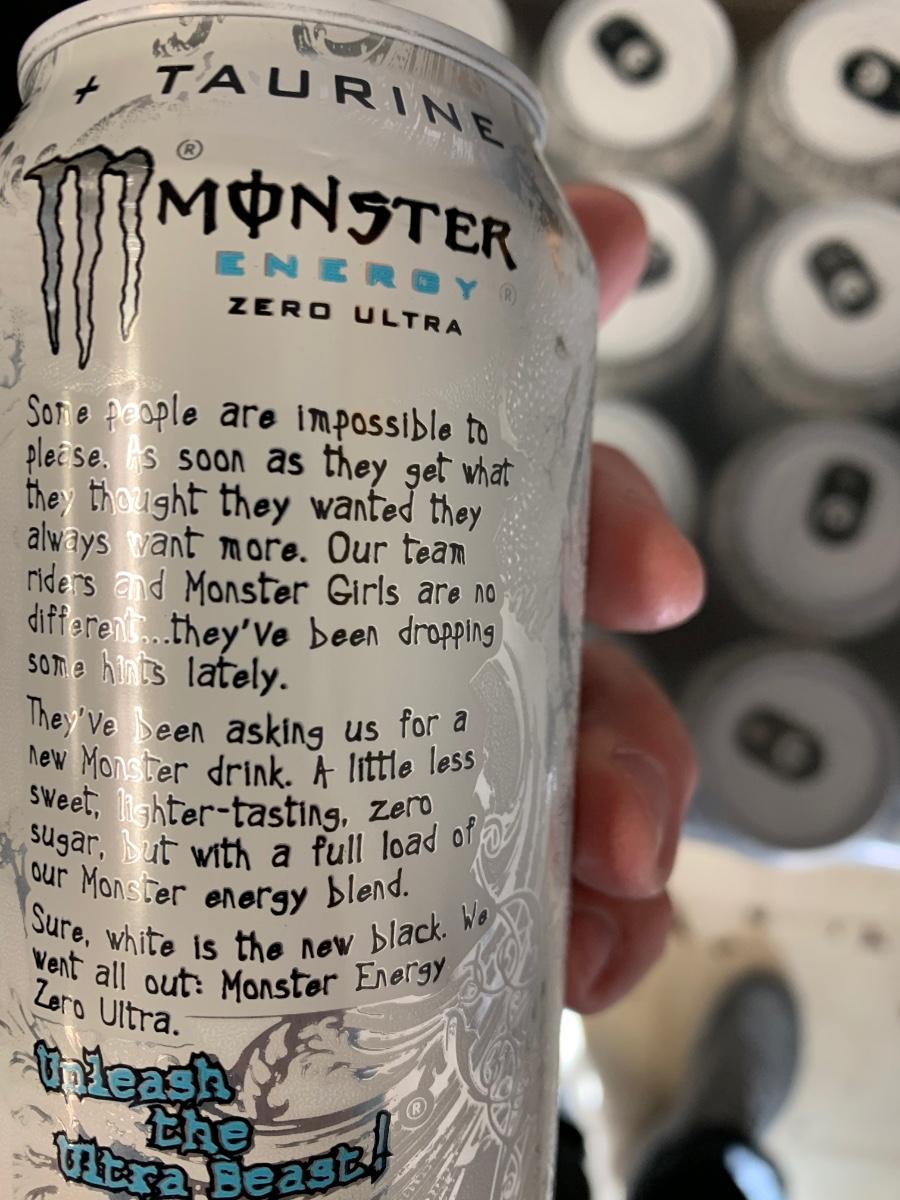 + TAURINE
®
MONSTER
ENERGY ®
ZERO ULTRA
Some people are impossible to
please. As soon as they get what
they thought they wanted they
always want more. Our team
riders and Monster Girls are no
different...they've been dropping
some hints lately.
They've been asking us for a
new Monster drink. A little less
sweet, lighter-tasting, zero
sugar, but with a full load of
our Monster energy blend.
Sure, white is the new black. We
went all out: Monster Energy
Zero Ultra.
Unleash
the ®
Ultra Beast!